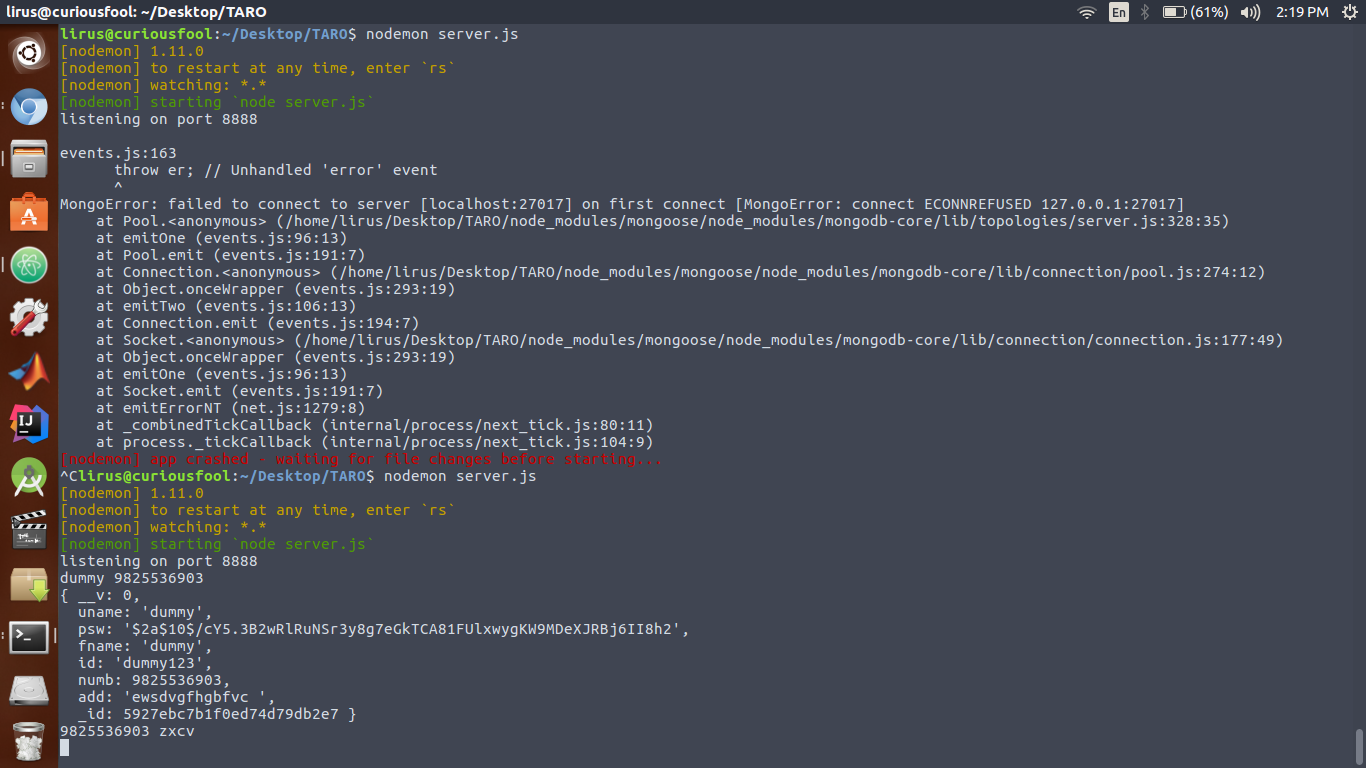 lirus@curiousfool: ~/Desktop/TARO En (61%) 2:19 PM
lirus@curiousfool:~/Desktop/TARO$ nodemon server.js
[nodemon] 1.11.0
[nodemon] to restart at any time, enter `rs`
[nodemon] watching: *.*
[nodemon] starting `node server.js`
listening on port 8888
events.js:163
throw er; // Unhandled 'error' event
^
MongoError: failed to connect to server [localhost:27017] on first connect [MongoError: connect ECONNREFUSED 127.0.0.1:27017]
at Pool.<anonymous> (/home/lirus/Desktop/TARO/node_modules/mongoose/node_modules/mongodb-core/lib/topologies/server.js:328:35)
at emitOne (events.js:96:13)
at Pool.emit (events.js:191:7)
at Connection.<anonymous> (/home/lirus/Desktop/TARO/node_modules/mongoose/node_modules/mongodb-core/lib/connection/pool.js:274:12)
at Object.onceWrapper (events.js:293:19)
at emitTwo (events.js:106:13)
at Connection.emit (events.js:194:7)
at Socket.<anonymous> (/home/lirus/Desktop/TARO/node_modules/mongoose/node_modules/mongodb-core/lib/connection/connection.js:177:49)
at Object.onceWrapper (events.js:293:19)
at emitOne (events.js:96:13)
at Socket.emit (events.js:191:7)
at emitErrorNT (net.js:1279:8)
at _combinedTickCallback (internal/process/next_tick.js:80:11)
at process._tickCallback (internal/process/next_tick.js:104:9)
[nodemon] app crashed - waiting for file changes before starting...
^Clirus@curiousfool:~/Desktop/TARO$ nodemon server.js
[nodemon] 1.11.0
[nodemon] to restart at any time, enter `rs`
[nodemon] watching: *.*
[nodemon] starting `node server.js`
listening on port 8888
dummy 9825536903
{ __v: 0,
uname: 'dummy',
psw: '$2a$10$/cY5.3B2wRlRuNSr3y8g7eGkTCA81FUlxwygKW9MDeXJRBj6II8h2',
fname: 'dummy',
id: 'dummy123',
numb: 9825536903,
add: 'ewsdvgfhgbfvc ',
_id: 5927ebc7b1f0ed74d79db2e7 }
9825536903 zxcv